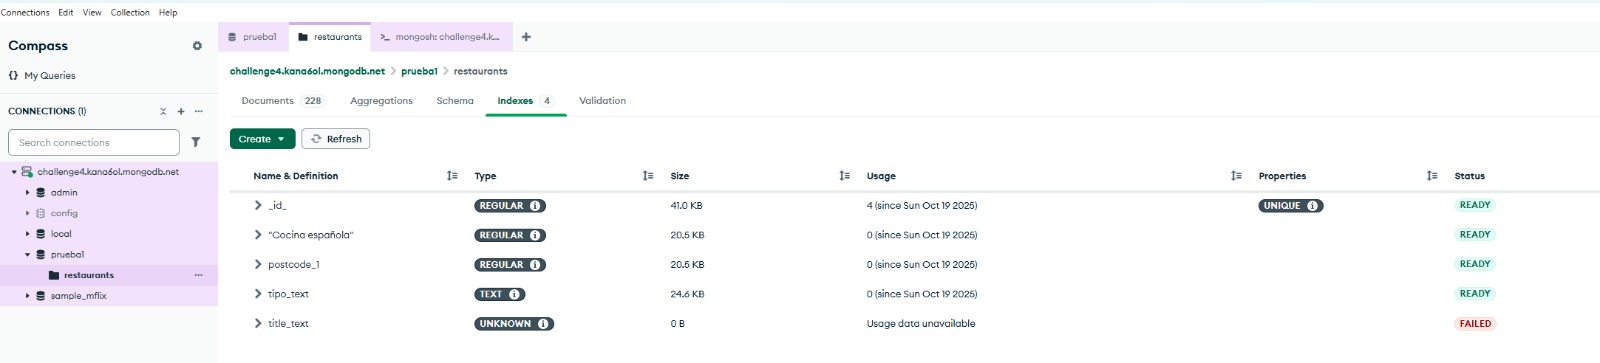 Connections Edit View Collection Help
Compass
My Queries
CONNECTIONS (1)
Search connections
challenge4.kana6ol.mongodb.net
admin
config
local
prueba1
restaurants
sample_mflix
prueba1 restaurants >_ mongosh: challenge4.k... +
challenge4.kana6ol.mongodb.net > prueba1 > restaurants
Documents 228 Aggregations Schema Indexes 4 Validation
Create Refresh
Name & Definition Type Size Usage Properties Status
_id_ REGULAR 41.0 KB 4 (since Sun Oct 19 2025) UNIQUE READY
"Cocina española" REGULAR 20.5 KB 0 (since Sun Oct 19 2025) READY
postcode_1 REGULAR 20.5 KB 0 (since Sun Oct 19 2025) READY
tipo_text TEXT 24.6 KB 0 (since Sun Oct 19 2025) READY
title_text UNKNOWN 0 B Usage data unavailable FAILED